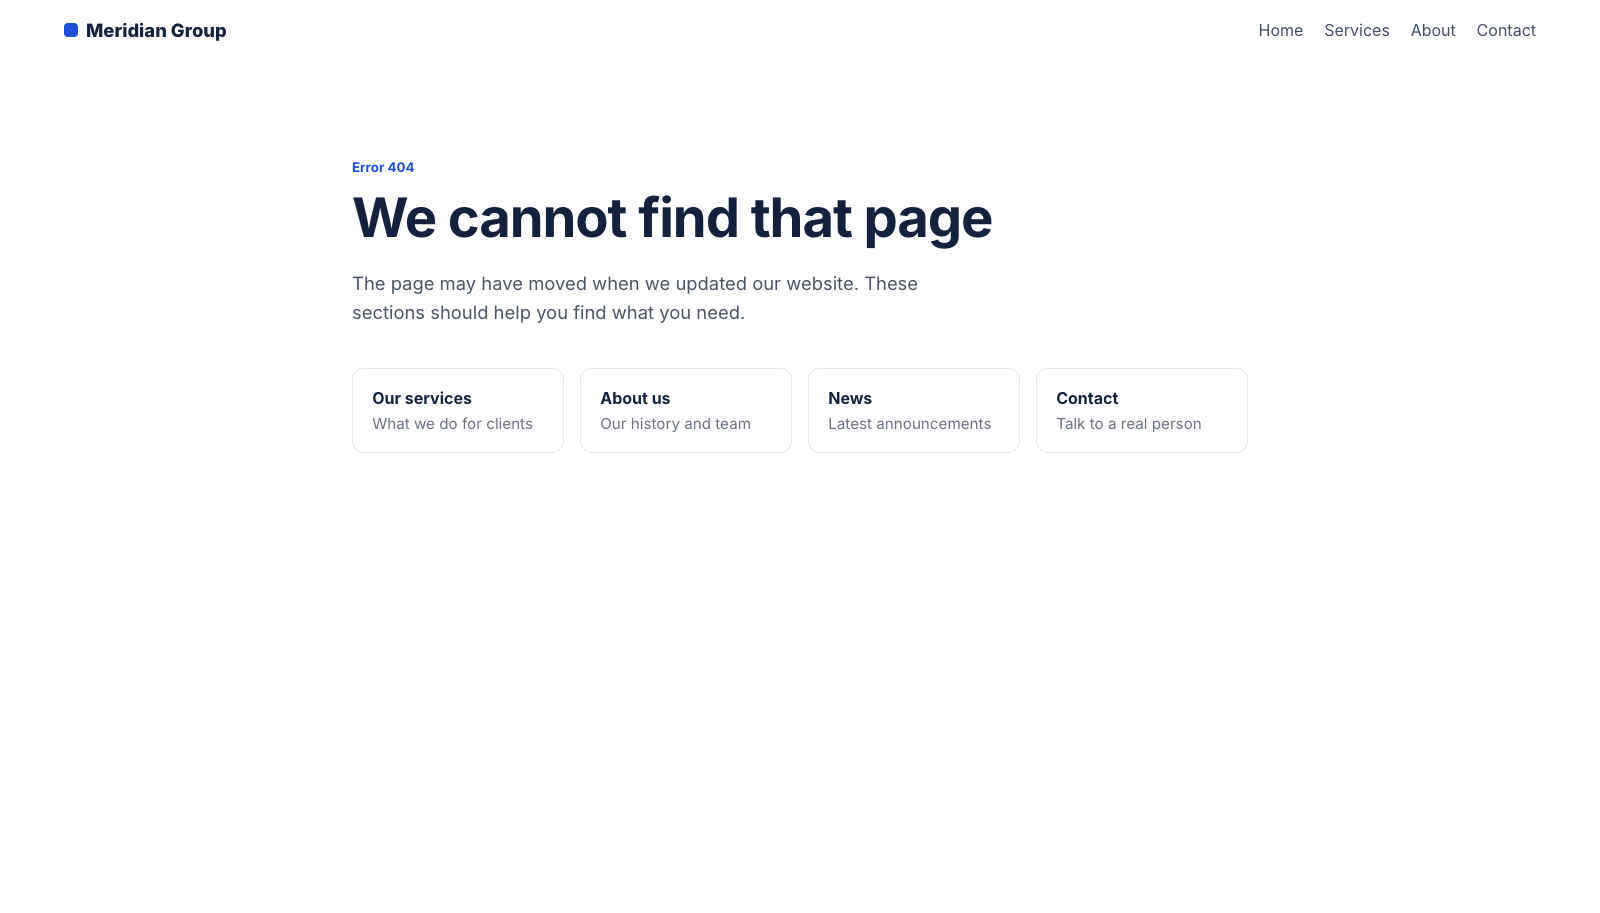 Meridian Group
Home Services About Contact
Error 404
We cannot find that page
The page may have moved when we updated our website. These
sections should help you find what you need.
Our services
What we do for clients
About us
Our history and team
News
Latest announcements
Contact
Talk to a real person